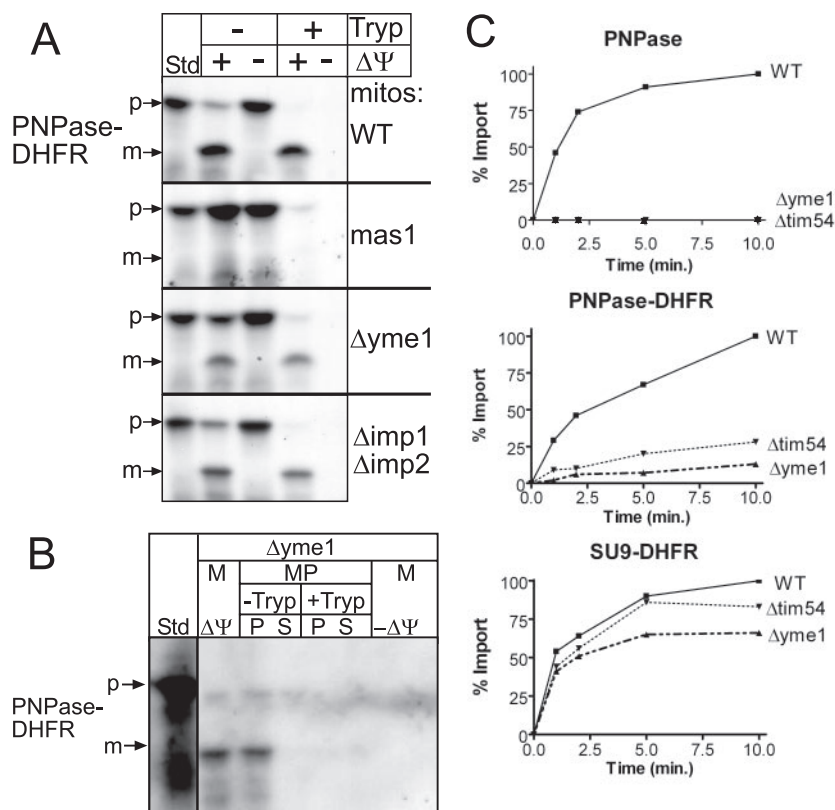 A
- + Tryp
Std + - + - ΔΨ
PNPase-
DHFR
p
m
mitos:
WT
p
m
mas1
p
m
Δyme1
p
m
Δimp1
Δimp2
B
Δyme1
M MP M
-Tryp +Tryp
Std ΔΨ P S P S –ΔΨ
PNPase-
DHFR
p
m
C
PNPase
% Import
100
75
50
25
0
0.0 2.5 5.0 7.5 10.0
Time (min.)
WT
Δyme1
Δtim54
PNPase-DHFR
% Import
100
75
50
25
0
0.0 2.5 5.0 7.5 10.0
Time (min.)
WT
Δtim54
Δyme1
SU9-DHFR
% Import
100
75
50
25
0
0.0 2.5 5.0 7.5 10.0
Time (min.)
WT
Δtim54
Δyme1